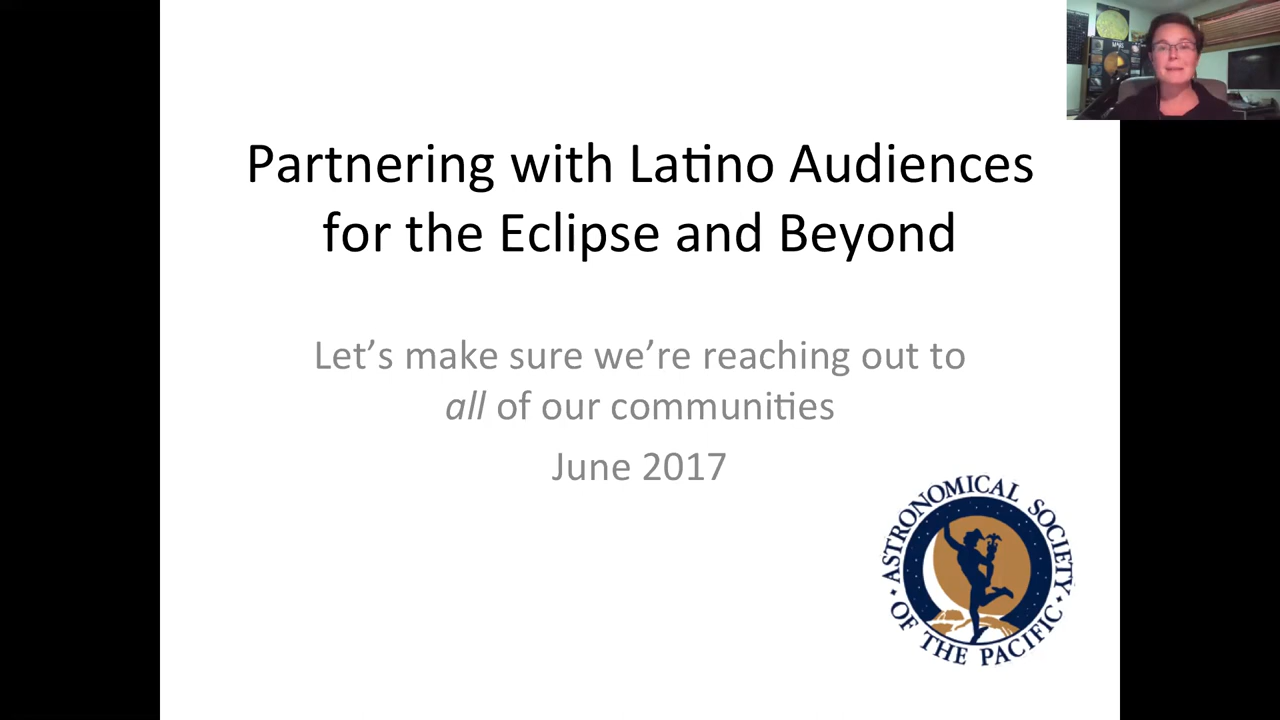 Partnering with Latino Audiences
for the Eclipse and Beyond
Let's make sure we're reaching out to
all of our communities
June 2017
ASTRONOMICAL SOCIETY
OF THE PACIFIC
MARS